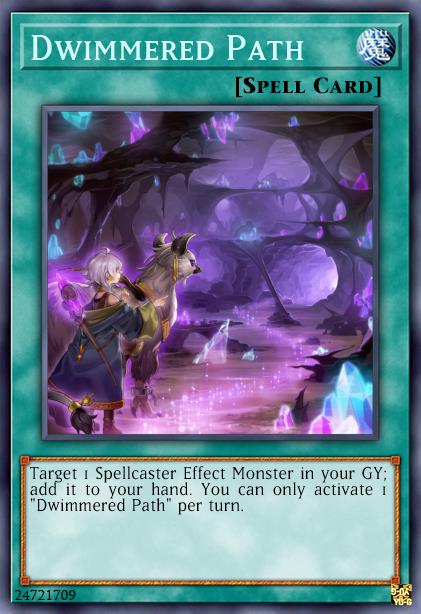 Dwimmered Path
魔
[Spell Card]
Target 1 Spellcaster Effect Monster in your GY;
add it to your hand. You can only activate 1
"Dwimmered Path" per turn.
24721709